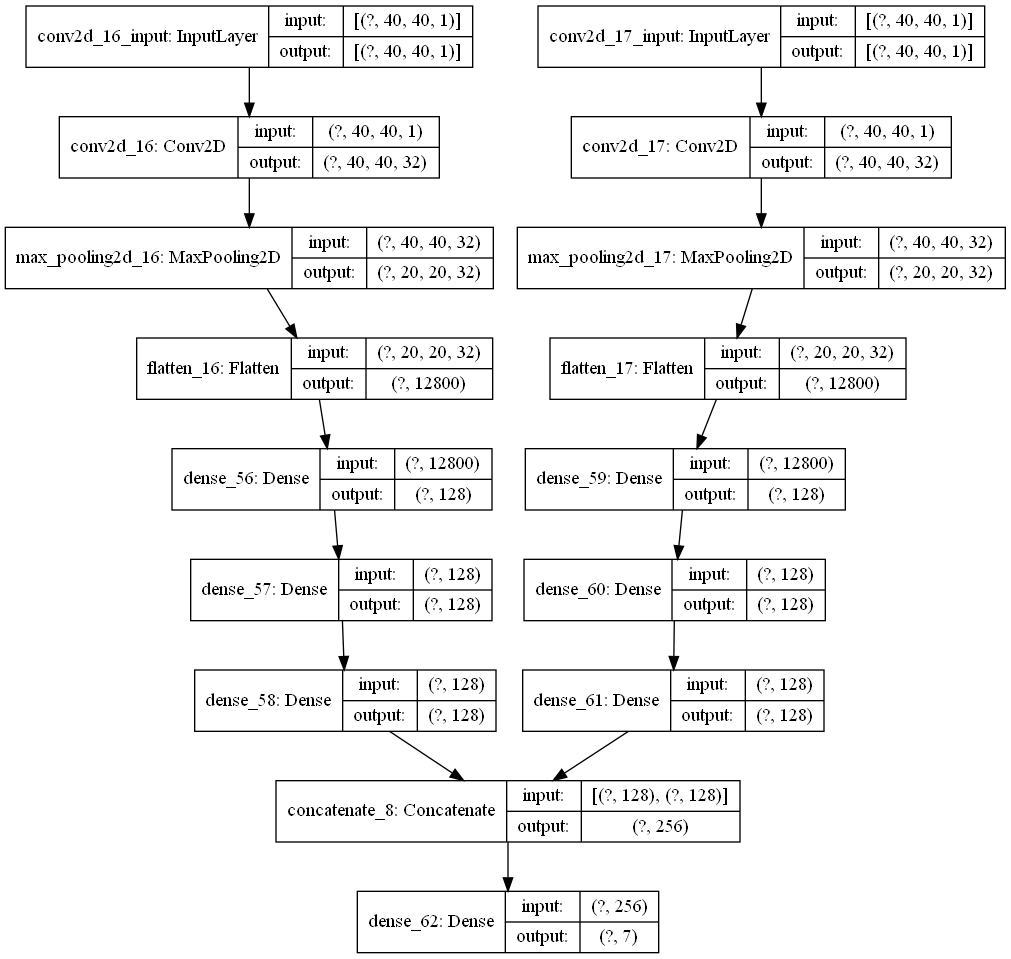 conv2d_16_input: InputLayer
input: [(?, 40, 40, 1)]
output: [(?, 40, 40, 1)]
conv2d_17_input: InputLayer
input: [(?, 40, 40, 1)]
output: [(?, 40, 40, 1)]
conv2d_16: Conv2D
input: (?, 40, 40, 1)
output: (?, 40, 40, 32)
conv2d_17: Conv2D
input: (?, 40, 40, 1)
output: (?, 40, 40, 32)
max_pooling2d_16: MaxPooling2D
input: (?, 40, 40, 32)
output: (?, 20, 20, 32)
max_pooling2d_17: MaxPooling2D
input: (?, 40, 40, 32)
output: (?, 20, 20, 32)
flatten_16: Flatten
input: (?, 20, 20, 32)
output: (?, 12800)
flatten_17: Flatten
input: (?, 20, 20, 32)
output: (?, 12800)
dense_56: Dense
input: (?, 12800)
output: (?, 128)
dense_59: Dense
input: (?, 12800)
output: (?, 128)
dense_57: Dense
input: (?, 128)
output: (?, 128)
dense_60: Dense
input: (?, 128)
output: (?, 128)
dense_58: Dense
input: (?, 128)
output: (?, 128)
dense_61: Dense
input: (?, 128)
output: (?, 128)
concatenate_8: Concatenate
input: [(?, 128), (?, 128)]
output: (?, 256)
dense_62: Dense
input: (?, 256)
output: (?, 7)